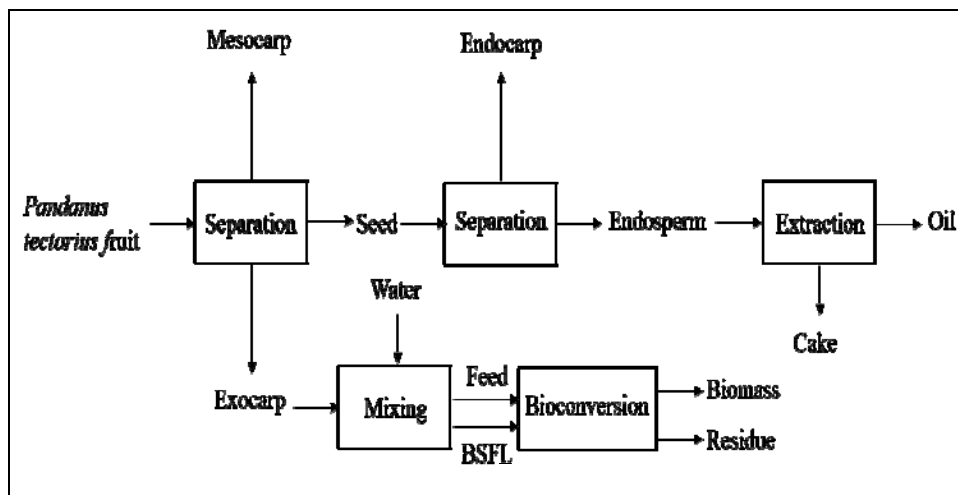 Mesocarp
Endocarp
Pandanus
tectorius fruit
Separation
Seed
Separation
Endosperm
Extraction
Oil
Water
Cake
Exocarp
Mixing
Feed
BSFL
Bioconversion
Biomass
Residue